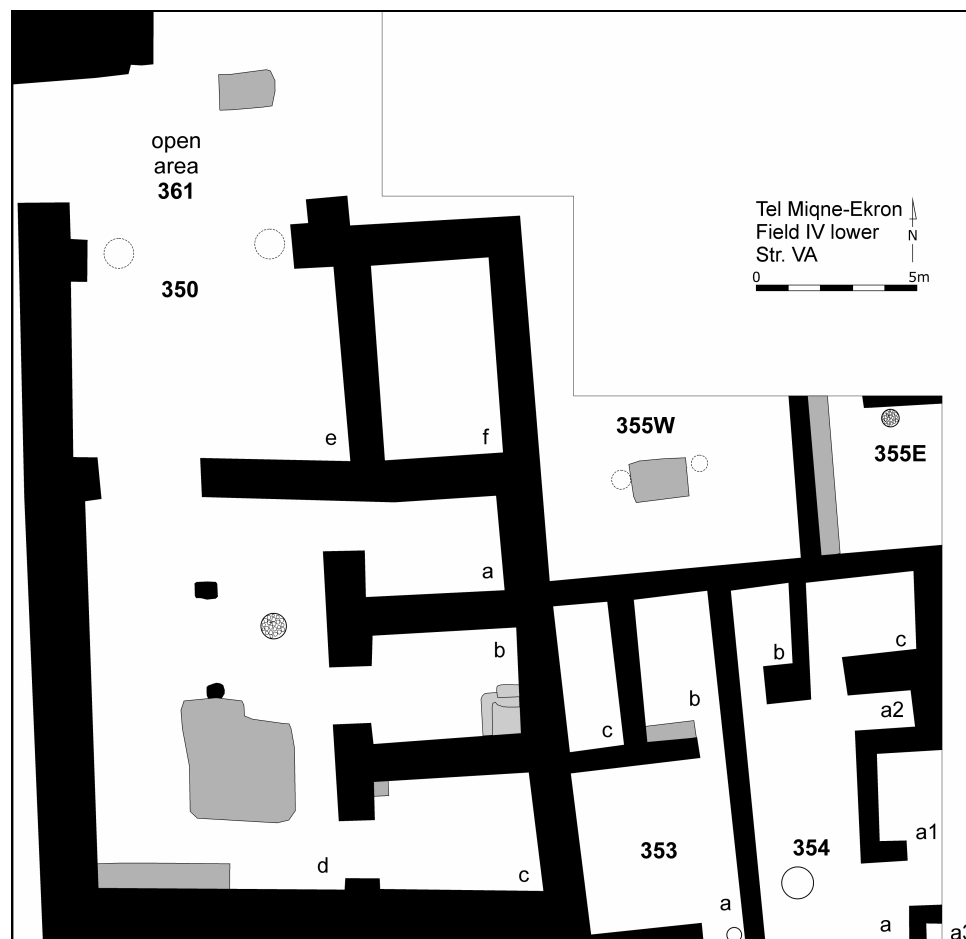 open
area
361
350
Tel Miqne-Ekron
Field IV lower
Str. VA
N
0 5m
e
f
355W
355E
a
b
c
d
c
b
353
a
b
c
a2
a1
354
a
a3